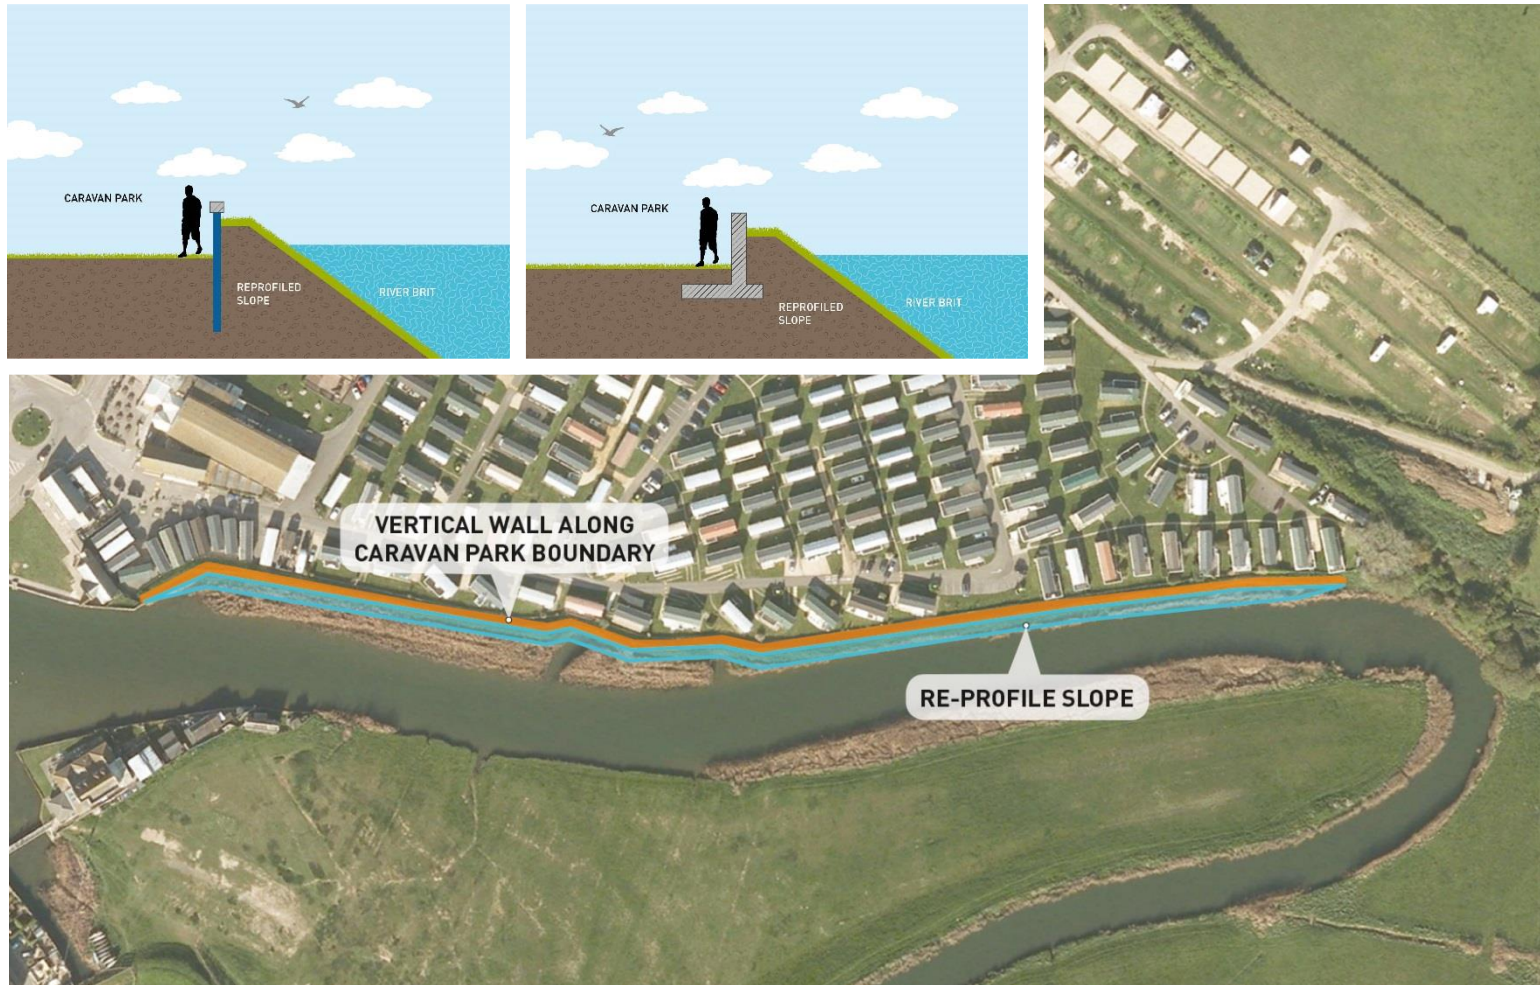 CARAVAN PARK
REPROFILED
SLOPE
RIVER BRIT
CARAVAN PARK
REPROFILED
SLOPE
RIVER BRIT
VERTICAL WALL ALONG
CARAVAN PARK BOUNDARY
RE-PROFILE SLOPE